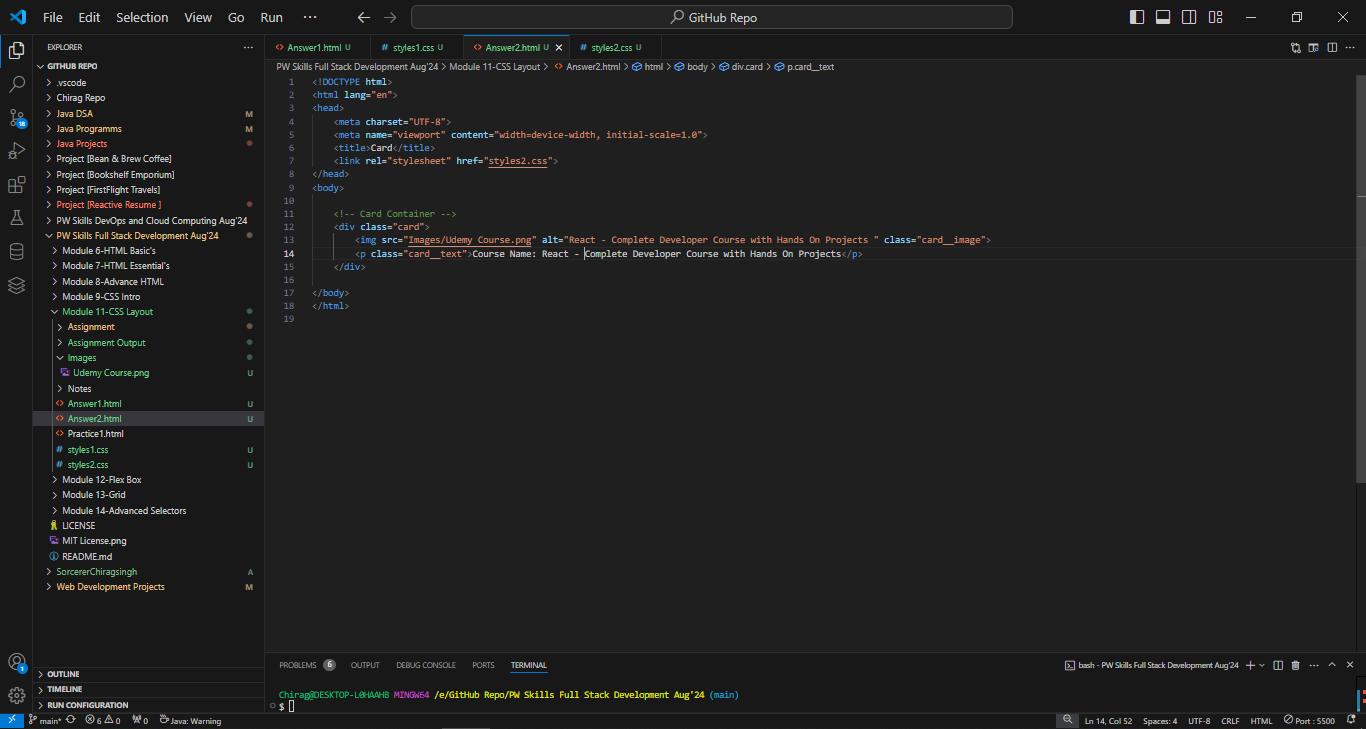 File Edit Selection View Go Run ··· GitHub Repo
EXPLORER ···
GITHUB REPO
.vscode
Chirag Repo
Java DSA M
Java Programms M
Java Projects
Project [Bean & Brew Coffee]
Project [Bookshelf Emporium]
Project [FirstFlight Travels]
Project [Reactive Resume ]
PW Skills DevOps and Cloud Computing Aug'24
PW Skills Full Stack Development Aug'24
Module 6-HTML Basic's
Module 7-HTML Essential's
Module 8-Advance HTML
Module 9-CSS Intro
Module 11-CSS Layout
Assignment
Assignment Output
Images
Udemy Course.png U
Notes
Answer1.html U
Answer2.html U
Practice1.html
# styles1.css U
# styles2.css U
Module 12-Flex Box
Module 13-Grid
Module 14-Advanced Selectors
LICENSE
MIT License.png
README.md
SorcererChiragsingh A
Web Development Projects M
OUTLINE
TIMELINE
RUN CONFIGURATION
18
1
Answer1.html U # styles1.css U Answer2.html U # styles2.css U
PW Skills Full Stack Development Aug'24 > Module 11-CSS Layout > Answer2.html > html > body > div.card > p.card__text
1 <!DOCTYPE html>
2 <html lang="en">
3 <head>
4 <meta charset="UTF-8">
5 <meta name="viewport" content="width=device-width, initial-scale=1.0">
6 <title>Card</title>
7 <link rel="stylesheet" href="styles2.css">
8 </head>
9 <body>
10
11 <!-- Card Container -->
12 <div class="card">
13 <img src="Images/Udemy Course.png" alt="React - Complete Developer Course with Hands On Projects " class="card__image">
14 <p class="card__text">Course Name: React - Complete Developer Course with Hands On Projects</p>
15 </div>
16
17 </body>
18 </html>
19
PROBLEMS 6 OUTPUT DEBUG CONSOLE PORTS TERMINAL bash - PW Skills Full Stack Development Aug'24
Chirag@DESKTOP-L0HAAHB MINGW64 /e/GitHub Repo/PW Skills Full Stack Development Aug'24 (main)
$
main* 6 0 0 Java: Warning Ln 14, Col 52 Spaces: 4 UTF-8 CRLF HTML Port : 5500